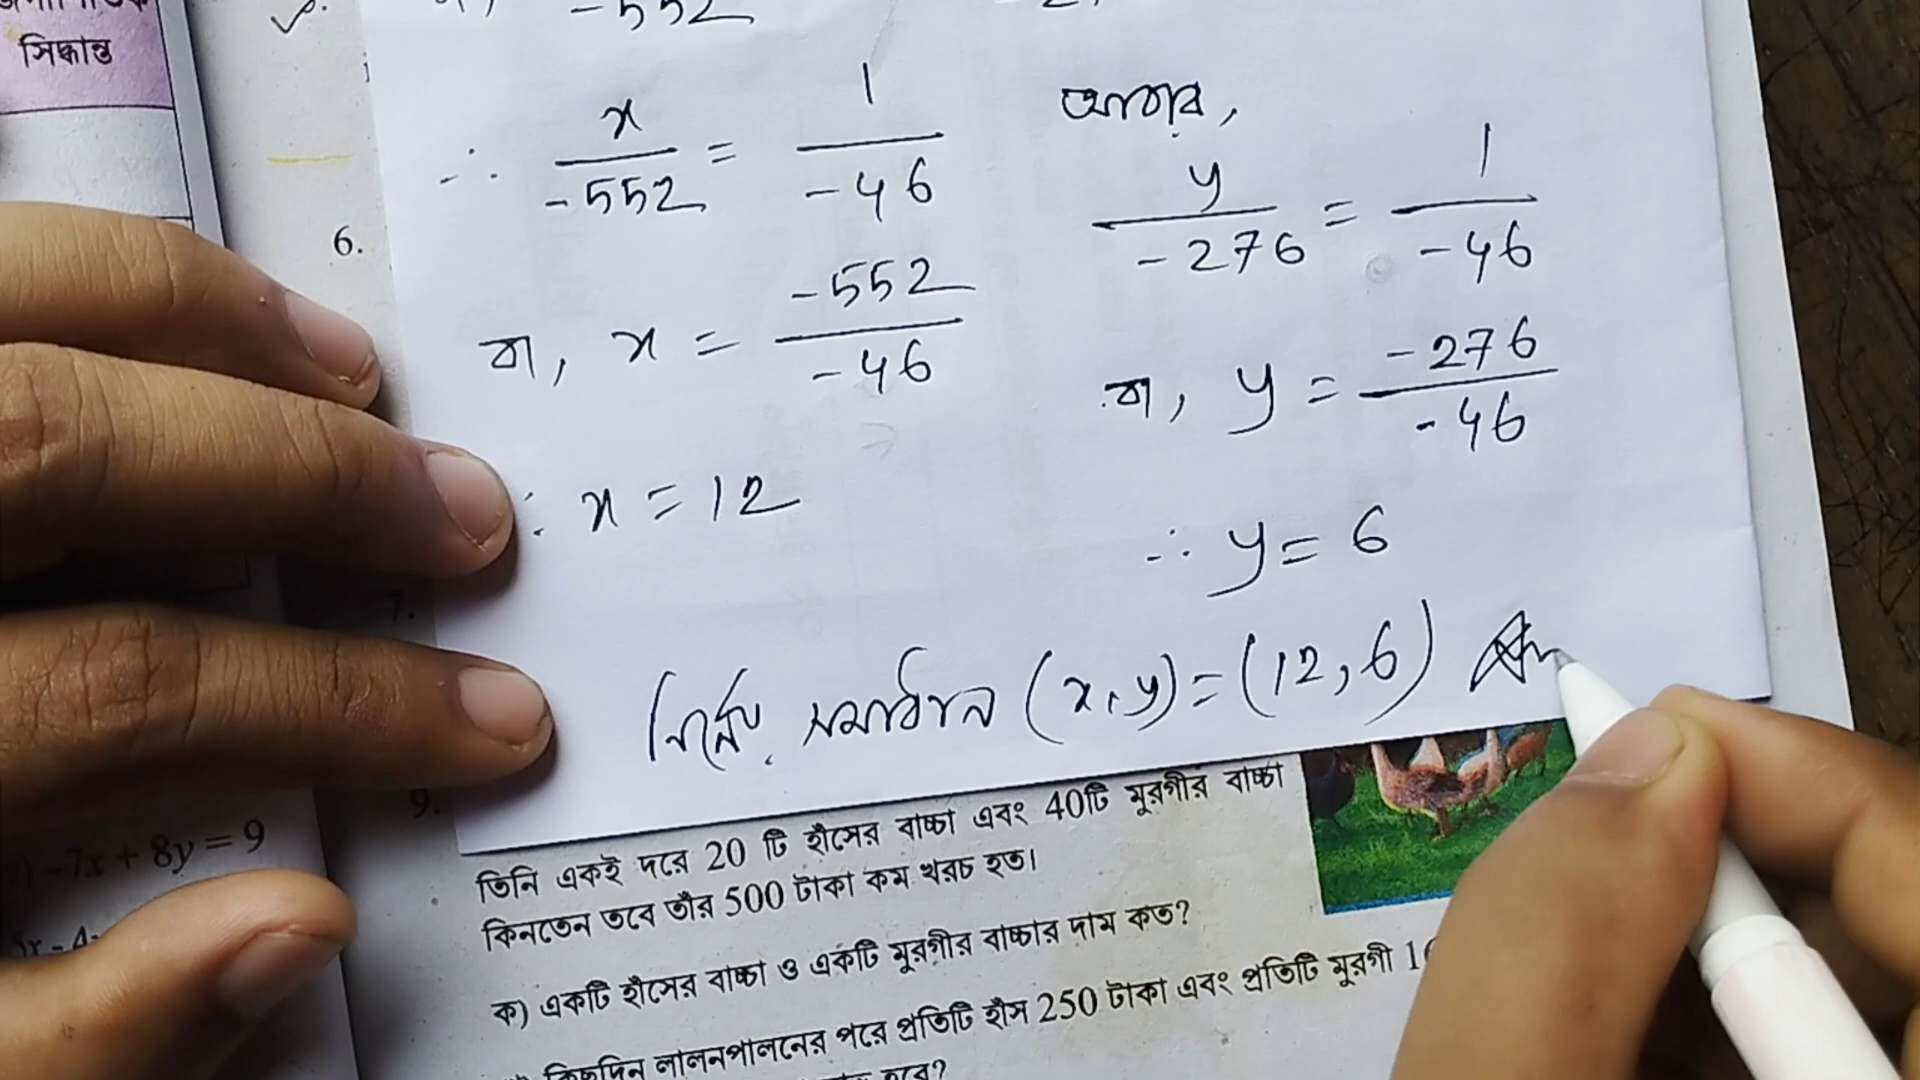 সিদ্ধান্ত
-552
∴ x/-552 = 1/-46
আবার,
y/-276 = 1/-46
6.
বা, x = -552/-46
বা, y = -276/-46
∴ x = 12
∴ y = 6
7.
নির্ণেয় সমাধান (x, y) = (12, 6)
9.
-7x + 8y = 9
তিনি একই দরে 20 টি হাঁসের বাচ্চা এবং 40টি মুরগীর বাচ্চা
কিনতেন তবে তাঁর 500 টাকা কম খরচ হত।
ক) একটি হাঁসের বাচ্চা ও একটি মুরগীর বাচ্চার দাম কত?
কিছুদিন লালনপালনের পরে প্রতিটি হাঁস 250 টাকা এবং প্রতিটি মুরগী